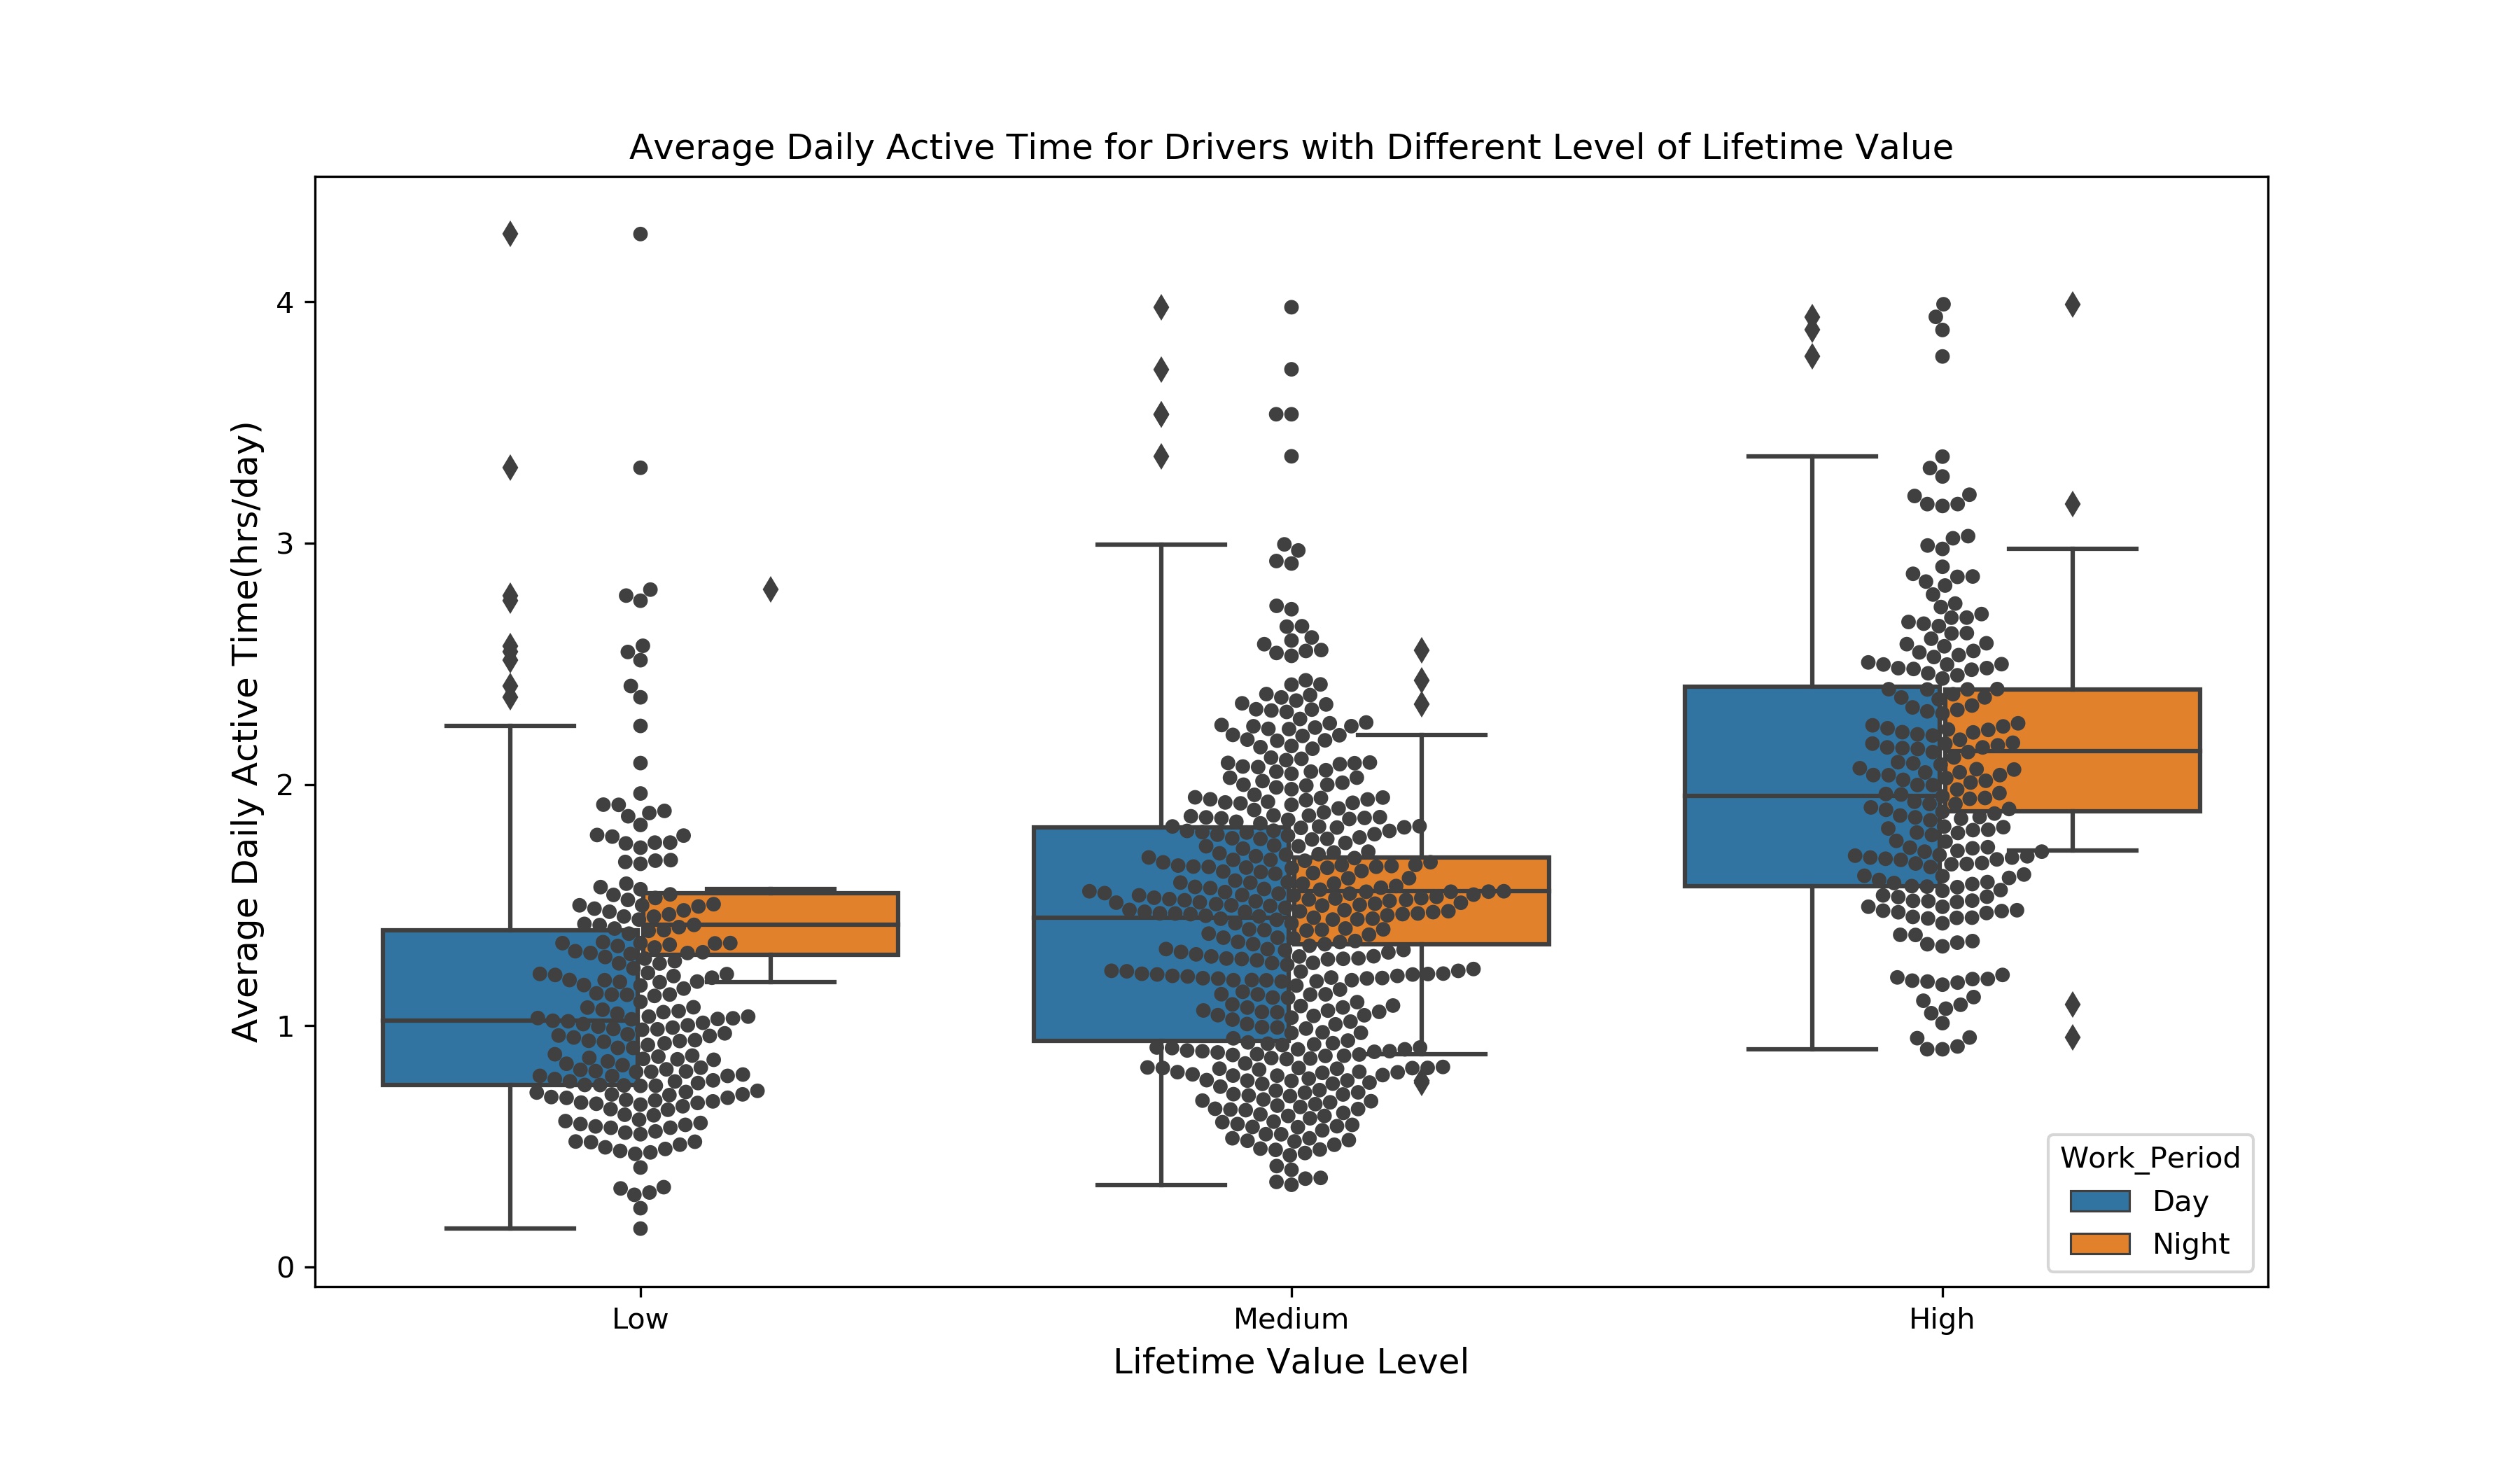 Average Daily Active Time for Drivers with Different Level of Lifetime Value
Average Daily Active Time(hrs/day)
4
3
2
1
0
Low
Medium
High
Lifetime Value Level
Work_Period
Day
Night